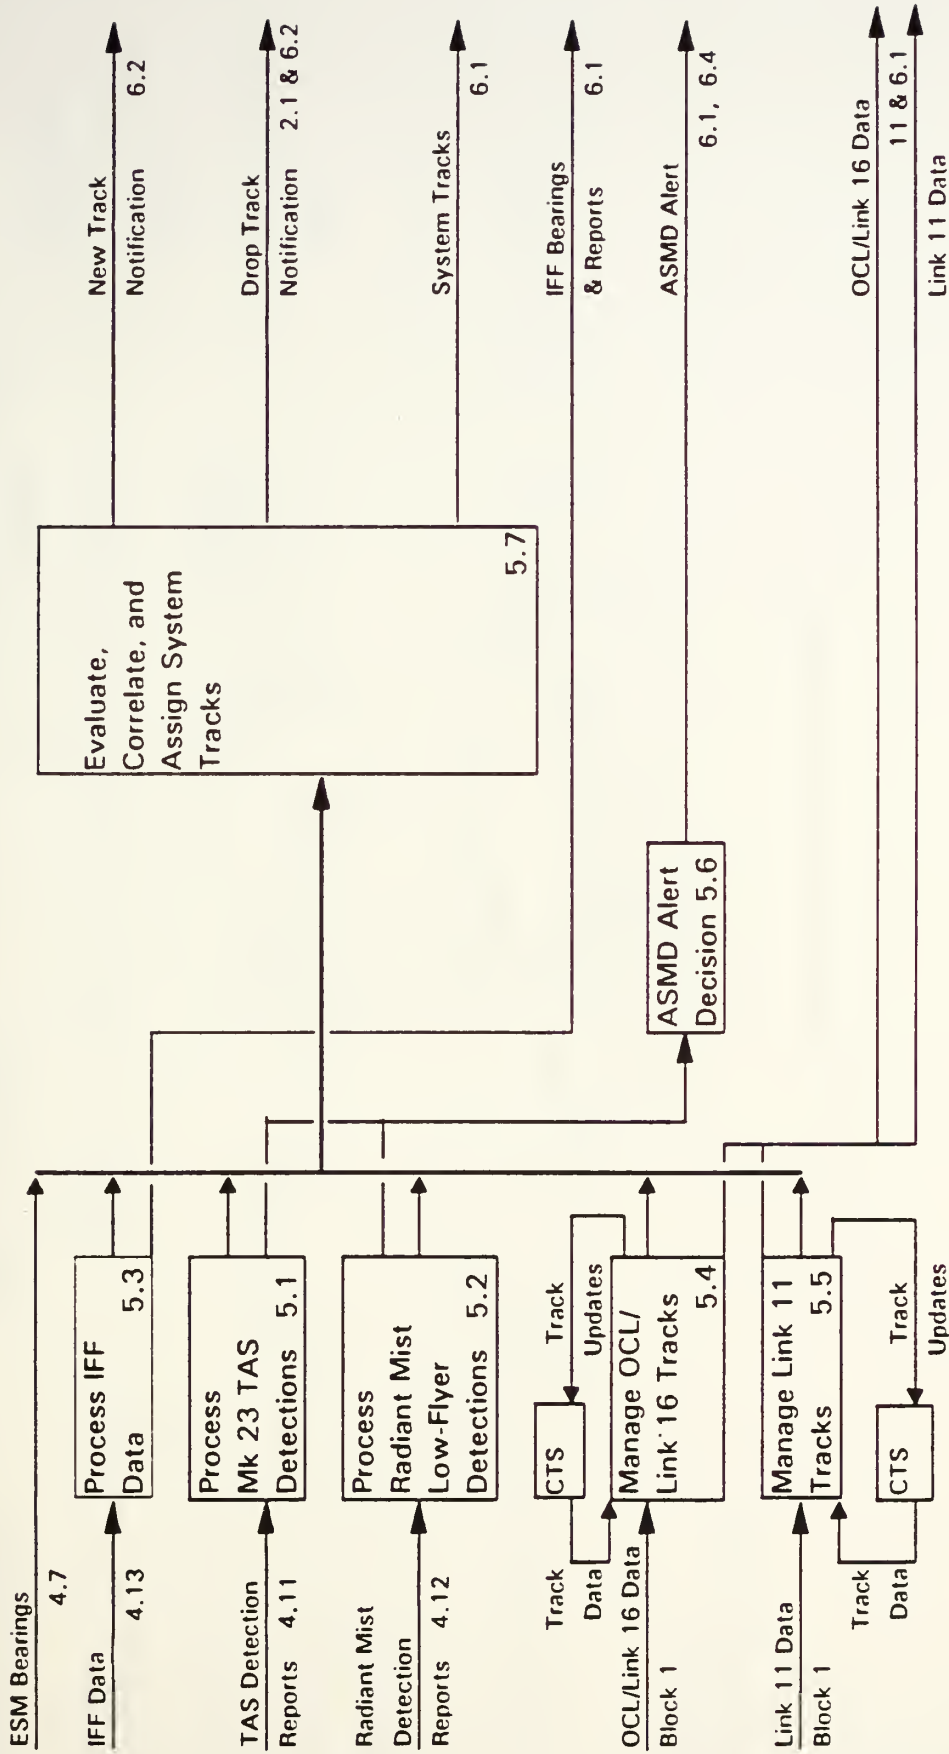 ESM Bearings
4.7
IFF Data
4.13
TAS Detection
Reports 4.11
Radiant Mist
Detection
Reports 4.12
OCL/Link 16 Data
Block 1
Link 11 Data
Block 1
Process IFF
Data 5.3
Process
Mk 23 TAS
Detections 5.1
Process
Radiant Mist
Low-Flyer
Detections 5.2
Track
Data
CTS
Track
Updates
Manage OCL/
Link 16 Tracks
5.4
Manage Link 11
Tracks 5.5
Track
Data
CTS
Track
Updates
ASMD Alert
Decision 5.6
Evaluate,
Correlate, and
Assign System
Tracks
5.7
New Track
Notification 6.2
Drop Track
Notification 2.1 & 6.2
System Tracks
6.1
IFF Bearings
& Reports 6.1
ASMD Alert
6.1, 6.4
OCL/Link 16 Data
11 & 6.1
Link 11 Data